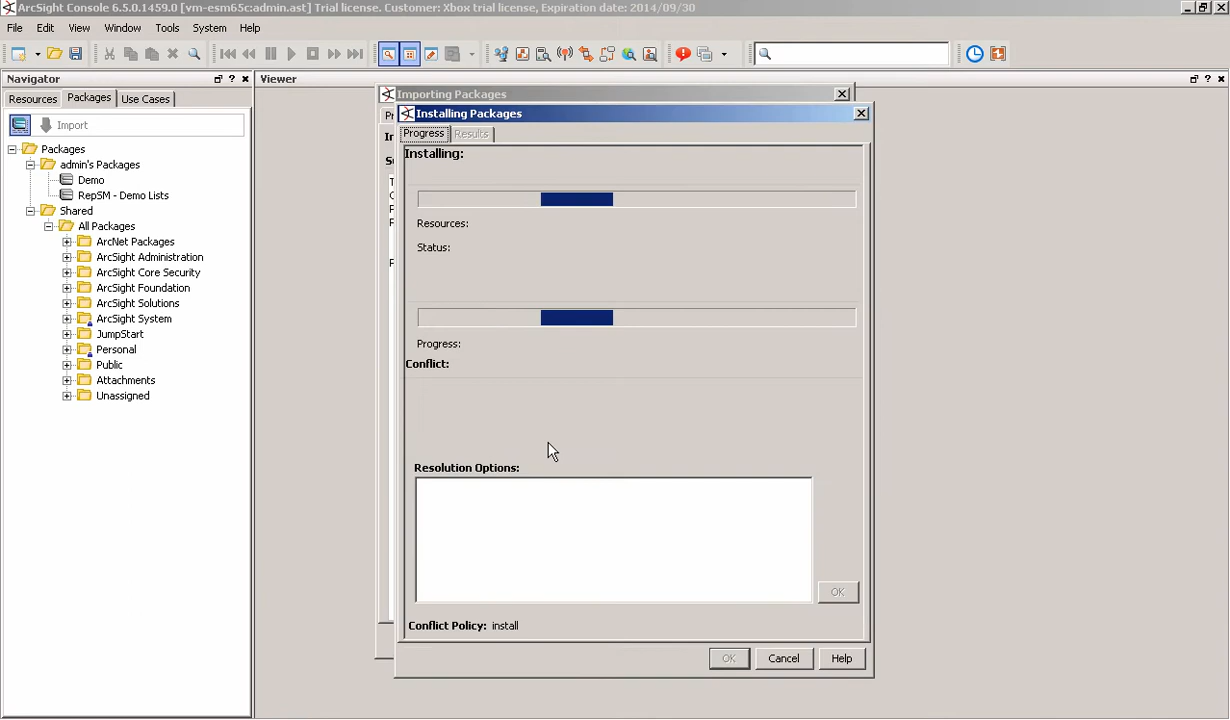 ArcSight Console 6.5.0.1459.0 [vm-esm65c:admin.ast] Trial license. Customer: Xbox trial license, Expiration date: 2014/09/30
File Edit View Window Tools System Help
Navigator
Viewer
Resources Packages Use Cases
Import
Packages
admin's Packages
Demo
RepSM - Demo Lists
Shared
All Packages
ArcNet Packages
ArcSight Administration
ArcSight Core Security
ArcSight Foundation
ArcSight Solutions
ArcSight System
JumpStart
Personal
Public
Attachments
Unassigned
Importing Packages
Installing Packages
Progress Results
Installing:
Resources:
Status:
Progress:
Conflict:
Resolution Options:
OK
Conflict Policy: install
OK Cancel Help